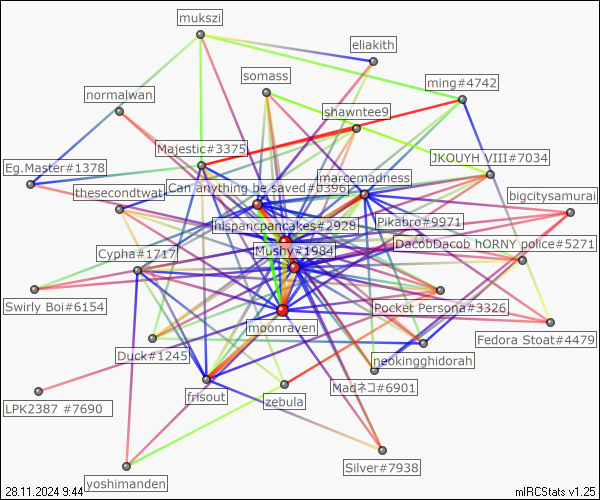 mukszi
eliakith
somass
ming#4742
normalwan
shawntee9
Majestic#3375
JKOUYH VIII#7034
Eg.Master#1378
marcemadness
thesecondtwat
Can anything be saved#0396
bigcitysamurai
hispancpancakes#2928
Pikabro#9971
DacobDacob hORNY police#5271
Mushy#1984
Cypha#1717
Swirly Boi#6154
Pocket Persona#3326
moonraven
Fedora Stoat#4479
Duck#1245
neokingghidorah
Madネコ#6901
frisout
zebula
LPK2387 #7690
Silver#7938
yoshimanden
28.11.2024 9:44
mIRCStats v1.25